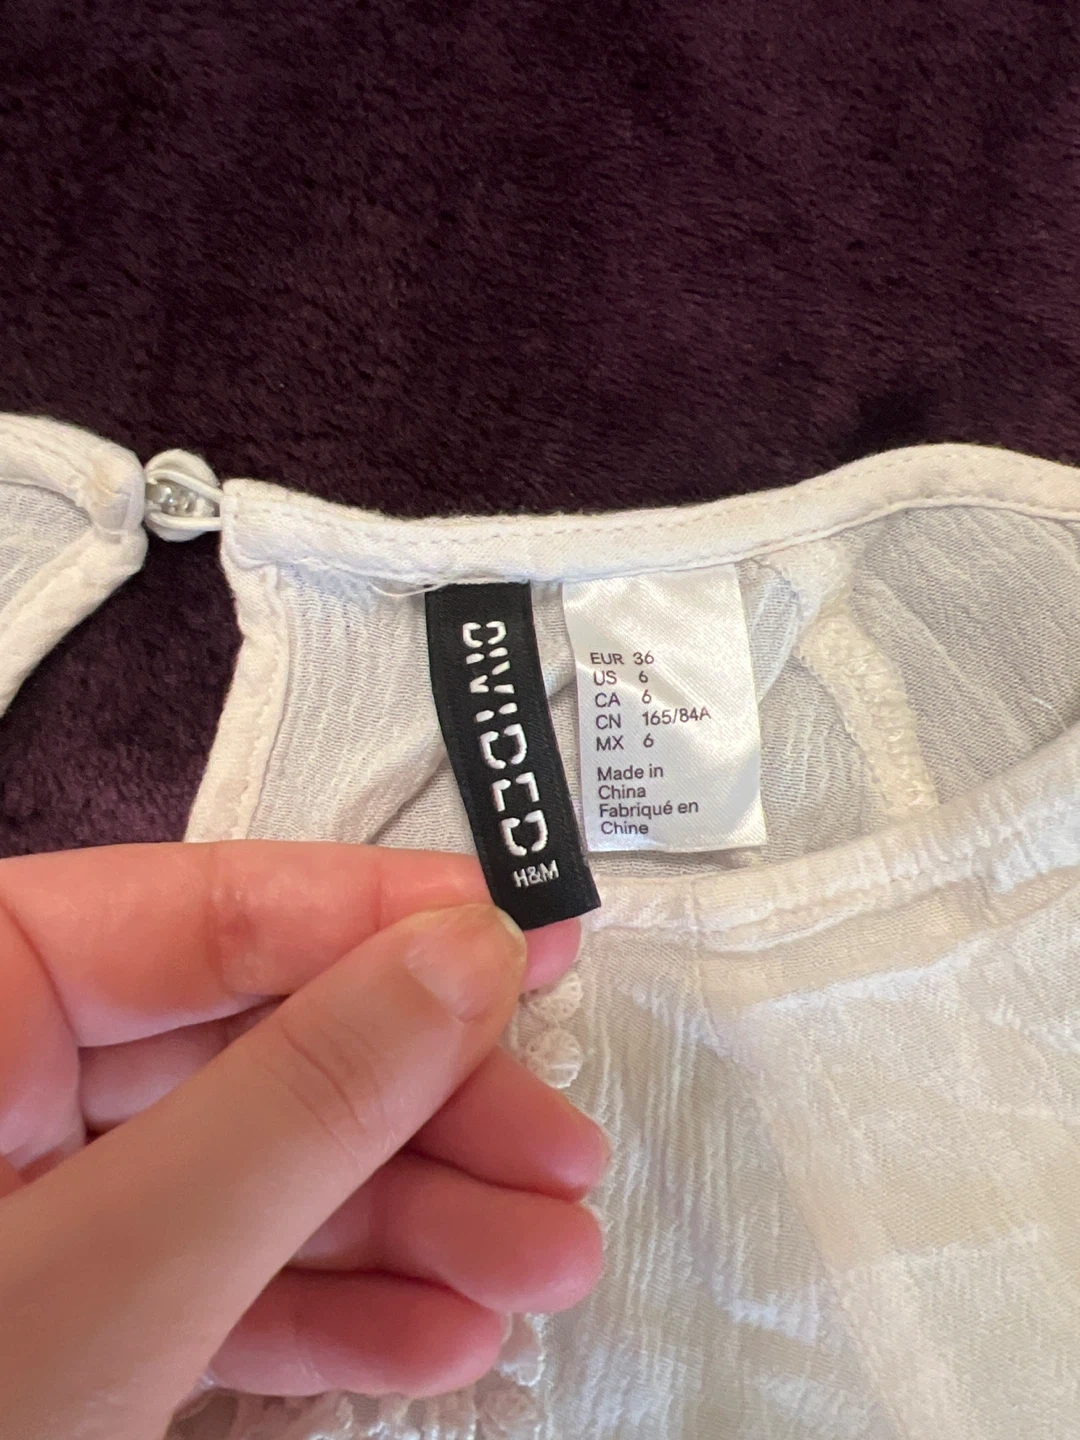 DIVIDED
H&M
EUR 36
US 6
CA 6
CN 165/84A
MX 6
Made in
China
Fabriqué en
Chine